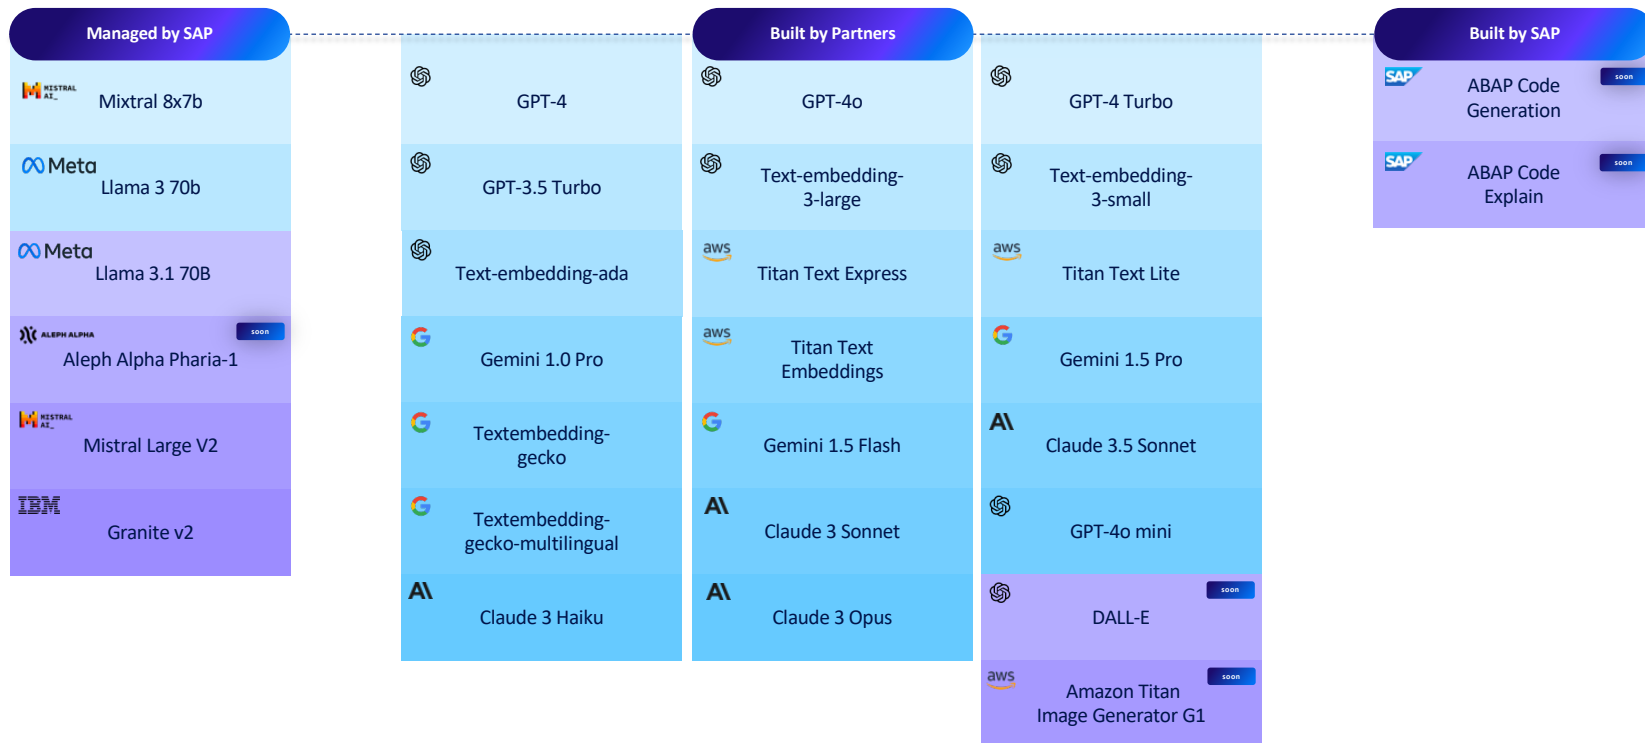 Managed by SAP
Built by Partners
Built by SAP
MISTRAL
AI_
Mixtral 8x7b
Meta
Llama 3 70b
Meta
Llama 3.1 70B
ALEPH ALPHA
soon
Aleph Alpha Pharia-1
MISTRAL
AI_
Mistral Large V2
IBM
Granite v2
GPT-4
GPT-3.5 Turbo
Text-embedding-ada
Gemini 1.0 Pro
Textembedding-
gecko
Textembedding-
gecko-multilingual
Claude 3 Haiku
GPT-4o
Text-embedding-
3-large
aws
Titan Text Express
aws
Titan Text
Embeddings
Gemini 1.5 Flash
Claude 3 Sonnet
Claude 3 Opus
GPT-4 Turbo
Text-embedding-
3-small
aws
Titan Text Lite
Gemini 1.5 Pro
Claude 3.5 Sonnet
GPT-4o mini
soon
DALL-E
aws
soon
Amazon Titan
Image Generator G1
SAP
soon
ABAP Code
Generation
SAP
soon
ABAP Code
Explain